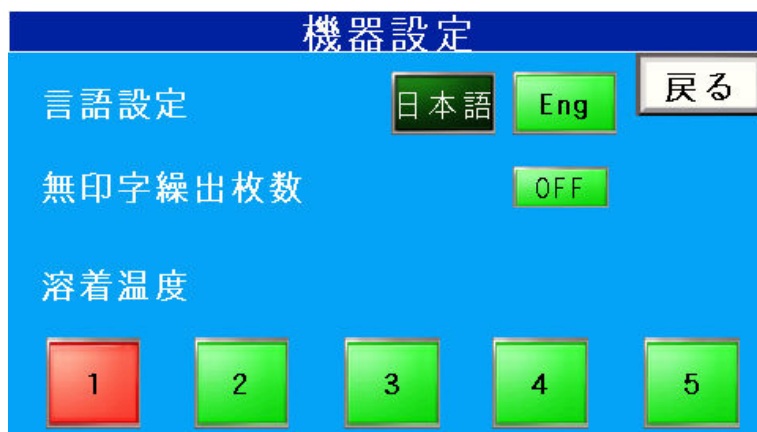 機器設定
戻る
言語設定 日本語 Eng
無印字繰出枚数 OFF
溶着温度
1 2 3 4 5